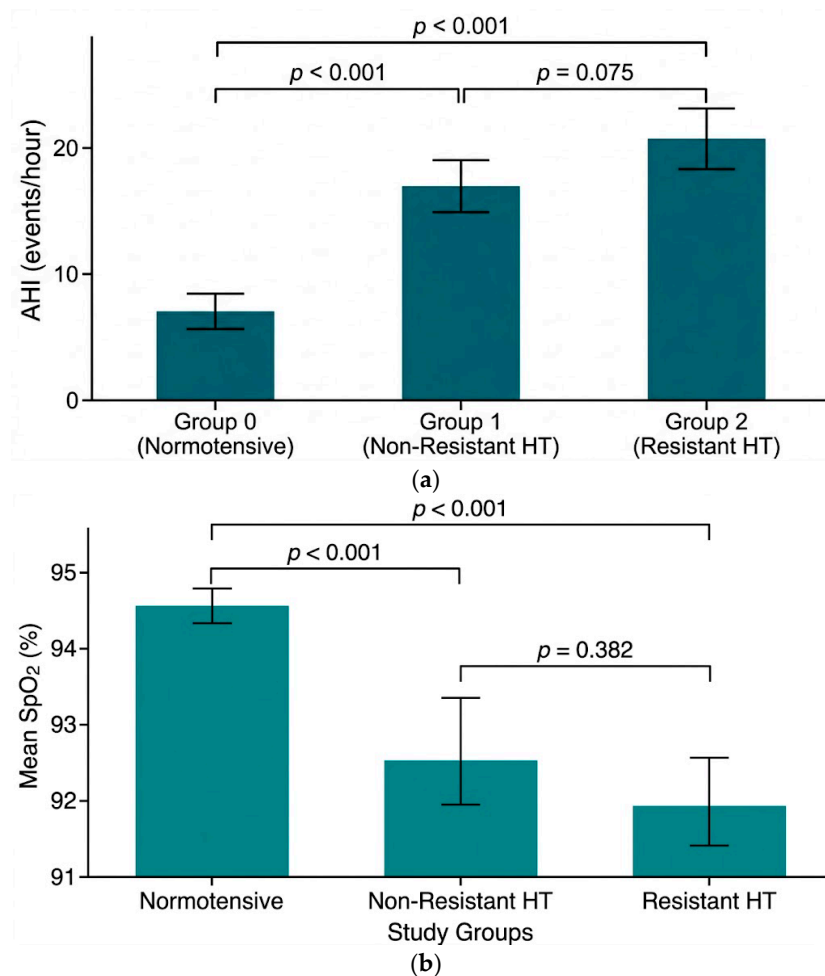 p < 0.001
p < 0.001
p = 0.075
AHI (events/hour)
20
10
0
Group 0
(Normotensive)
Group 1
(Non-Resistant HT)
Group 2
(Resistant HT)
(a)
p < 0.001
p < 0.001
p = 0.382
Mean SpO₂ (%)
95
94
93
92
91
Normotensive
Non-Resistant HT
Resistant HT
Study Groups
(b)